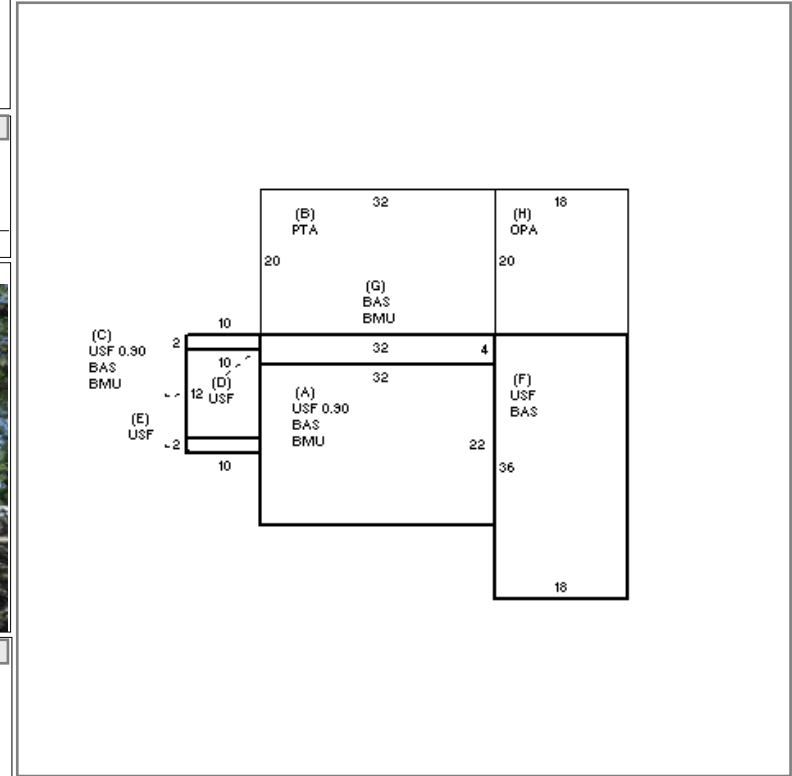 32
18
(B)
PTA
(H)
OPA
20
20
(G)
BAS
BMU
10
(C)
USF 0.90
BAS
BMU
2
32
4
10
32
(D)
USF
12
(A)
USF 0.90
BAS
BMU
(F)
USF
BAS
(E)
USF
2
22
10
36
18